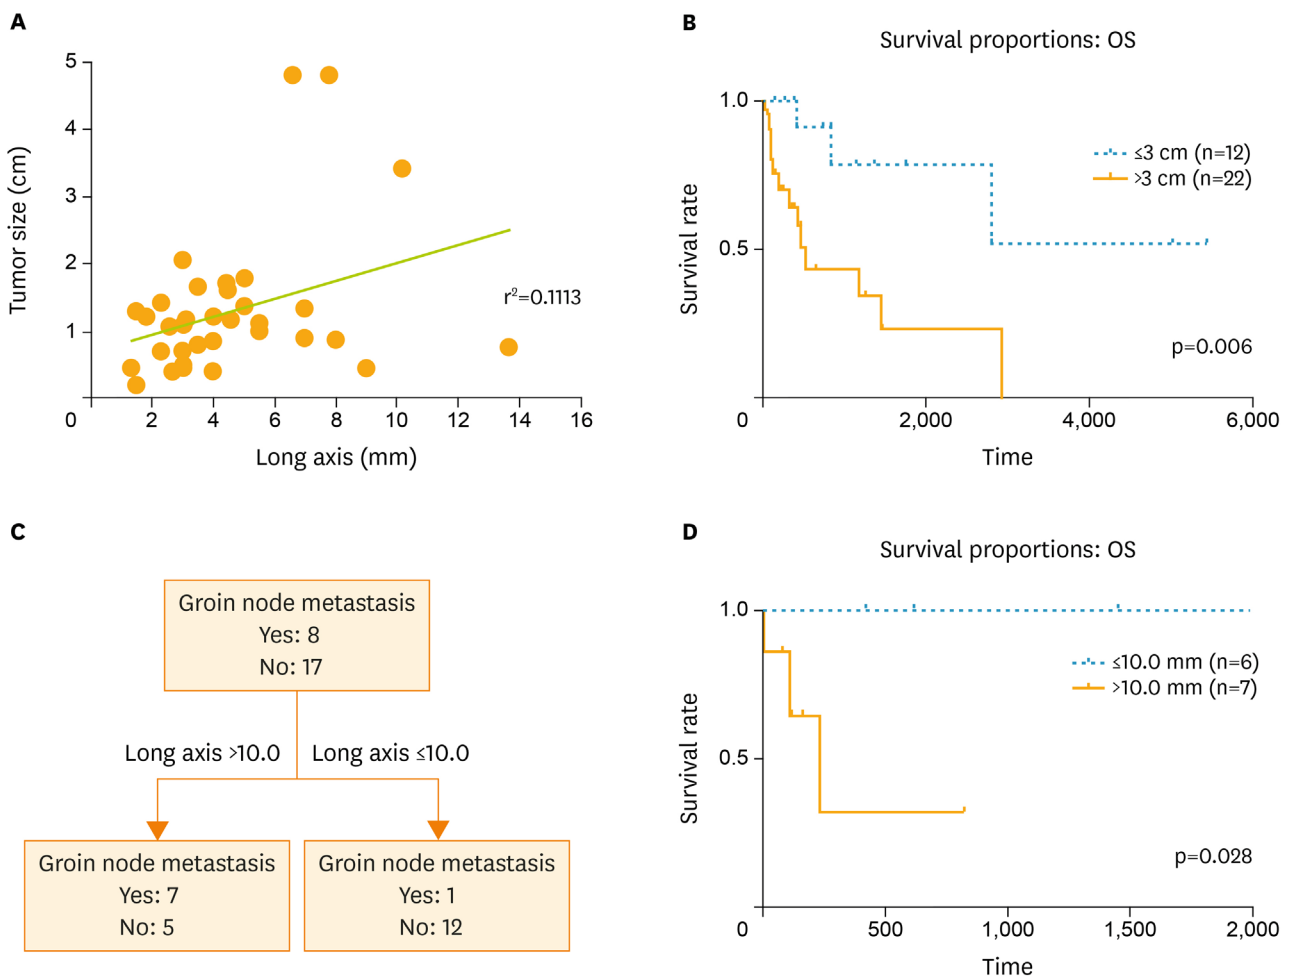 A
5
4
3
2
1
0
2
4
6
8
10
12
14
16
Tumor size (cm)
Long axis (mm)
r²=0.1113
B
Survival proportions: OS
1.0
0.5
0
2,000
4,000
6,000
Survival rate
Time
≤3 cm (n=12)
>3 cm (n=22)
p=0.006
C
Groin node metastasis
Yes: 8
No: 17
Long axis >10.0
Long axis ≤10.0
Groin node metastasis
Yes: 7
No: 5
Groin node metastasis
Yes: 1
No: 12
D
Survival proportions: OS
1.0
0.5
0
500
1,000
1,500
2,000
Survival rate
Time
≤10.0 mm (n=6)
>10.0 mm (n=7)
p=0.028